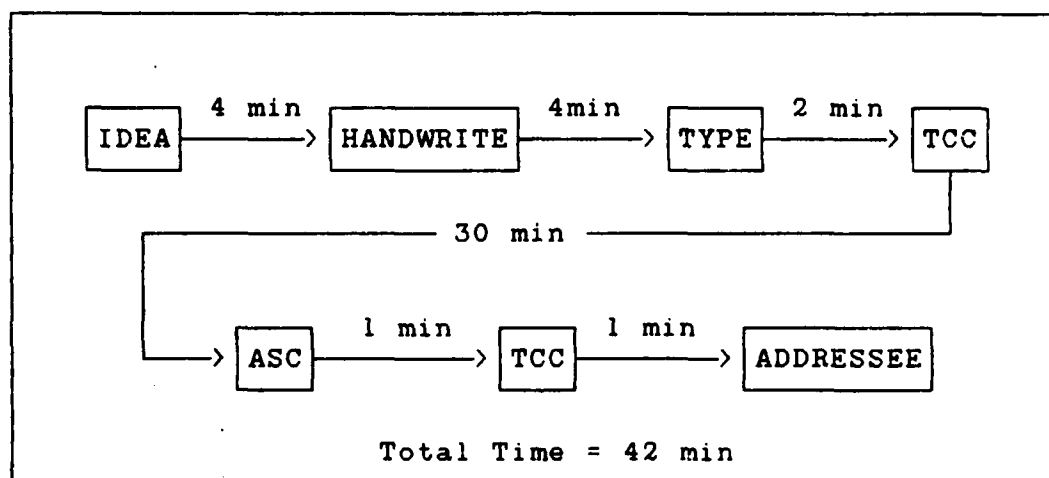 4 min 4min 2 min
IDEA HANDWRITE TYPE TCC
30 min
1 min 1 min
ASC TCC ADDRESSEE
Total Time = 42 min